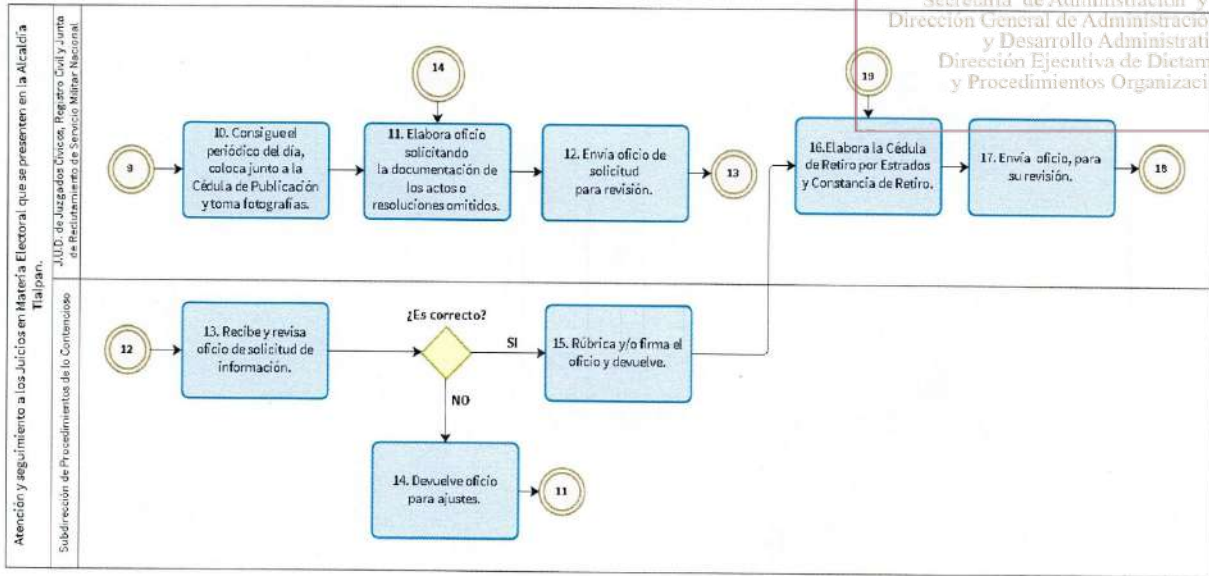 Secretaría de Administración y
Dirección General de Administració
y Desarrollo Administrati
Dirección Ejecutiva de Dictam
y Procedimientos Organizaci
Atención y seguimiento a los Juicios en Materia Electoral que se presenten en la Alcaldía
Tlalpan.
J.U.D. de Juzgados Cívicos, Registro Civil y Junta
de Reclutamiento de Servicio Militar Nacional
14
19
9
10. Consigue el
periódico del día,
coloca junto a la
Cédula de Publicación
y toma fotografías.
11. Elabora oficio
solicitando
la documentación de
los actos o
resoluciones omitidos.
12. Envía oficio de
solicitud
para revisión.
13
16.Elabora la Cédula
de Retiro por Estrados
y Constancia de Retiro.
17. Envía oficio, para
su revisión.
18
Subdirección de Procedimientos de lo Contencioso
12
13. Recibe y revisa
oficio de solicitud de
información.
¿Es correcto?
SI
NO
15. Rúbrica y/o firma el
oficio y devuelve.
14. Devuelve oficio
para ajustes.
11